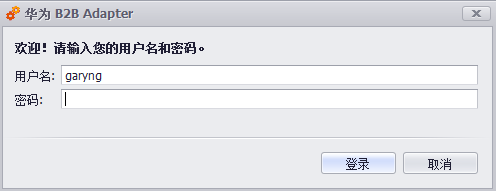 华为 B2B Adapter
欢迎！请输入您的用户名和密码。
用户名: garyng
密码:
登录 取消